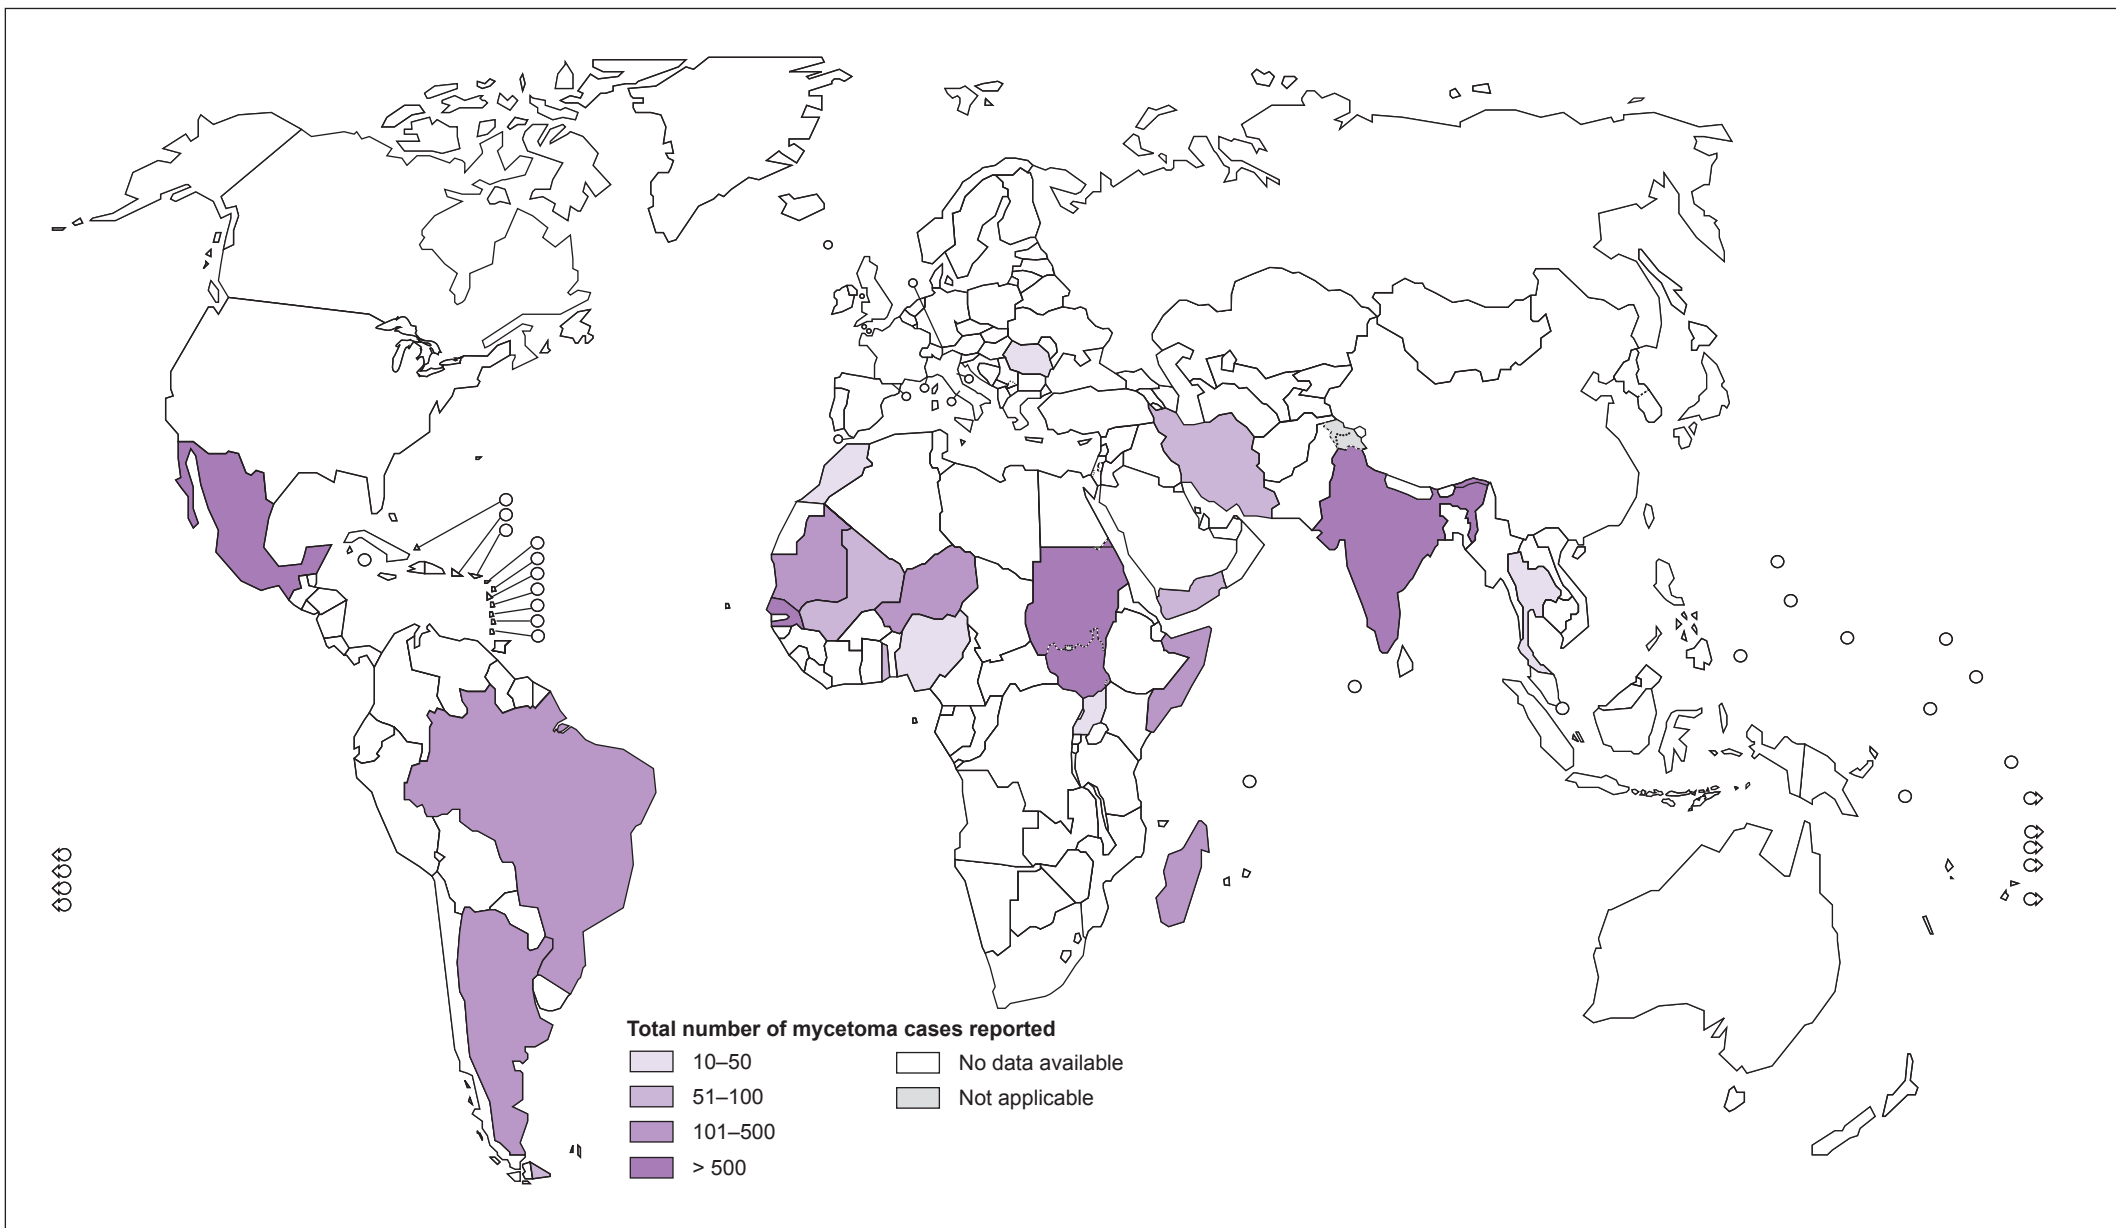 Total number of mycetoma cases reported
10–50
51–100
101–500
> 500
No data available
Not applicable